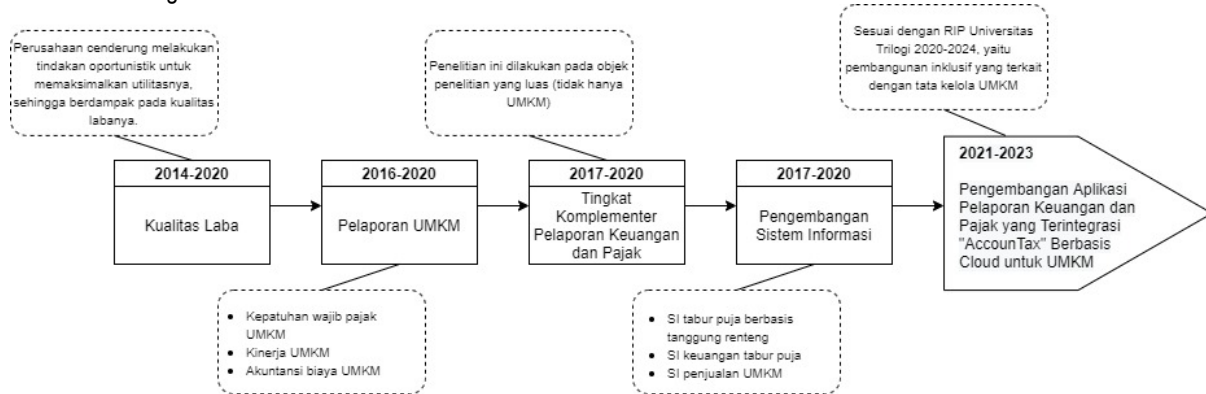 Perusahaan cenderung melakukan
tindakan oportunistik untuk
memaksimalkan utilitasnya,
sehingga berdampak pada kualitas
labanya.
Penelitian ini dilakukan pada objek
penelitian yang luas (tidak hanya
UMKM)
Sesuai dengan RIP Universitas
Trilogi 2020-2024, yaitu
pembangunan inklusif yang terkait
dengan tata kelola UMKM
2014-2020
Kualitas Laba
2016-2020
Pelaporan UMKM
2017-2020
Tingkat
Komplementer
Pelaporan Keuangan
dan Pajak
2017-2020
Pengembangan
Sistem Informasi
2021-2023
Pengembangan Aplikasi
Pelaporan Keuangan dan
Pajak yang Terintegrasi
"AccounTax" Berbasis
Cloud untuk UMKM
• Kepatuhan wajib pajak
UMKM
• Kinerja UMKM
• Akuntansi biaya UMKM
• SI tabur puja berbasis
tanggung renteng
• SI keuangan tabur puja
• SI penjualan UMKM